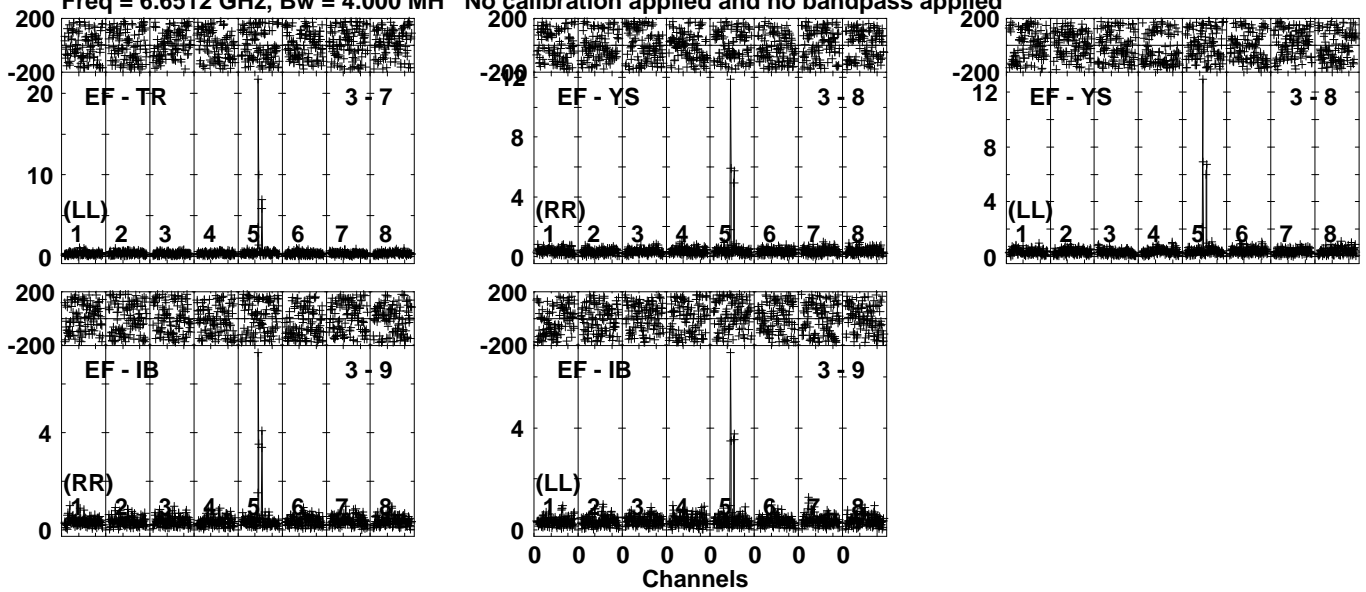 Freq = 6.6512 GHz, Bw = 4.000 MH No calibration applied and no bandpass applied
200
-200
20
10
0
EF - TR 3 - 7
(LL)
1 2 3 4 5 6 7 8
200
-200
12
8
4
0
EF - YS 3 - 8
(RR)
1 2 3 4 5 6 7 8
200
-200
12
8
4
0
EF - YS 3 - 8
(LL)
1 2 3 4 5 6 7 8
200
-200
4
0
EF - IB 3 - 9
(RR)
1 2 3 4 5 6 7 8
200
-200
4
0
EF - IB 3 - 9
(LL)
1 2 3 4 5 6 7 8
0 0 0 0 0 0 0 0
Channels